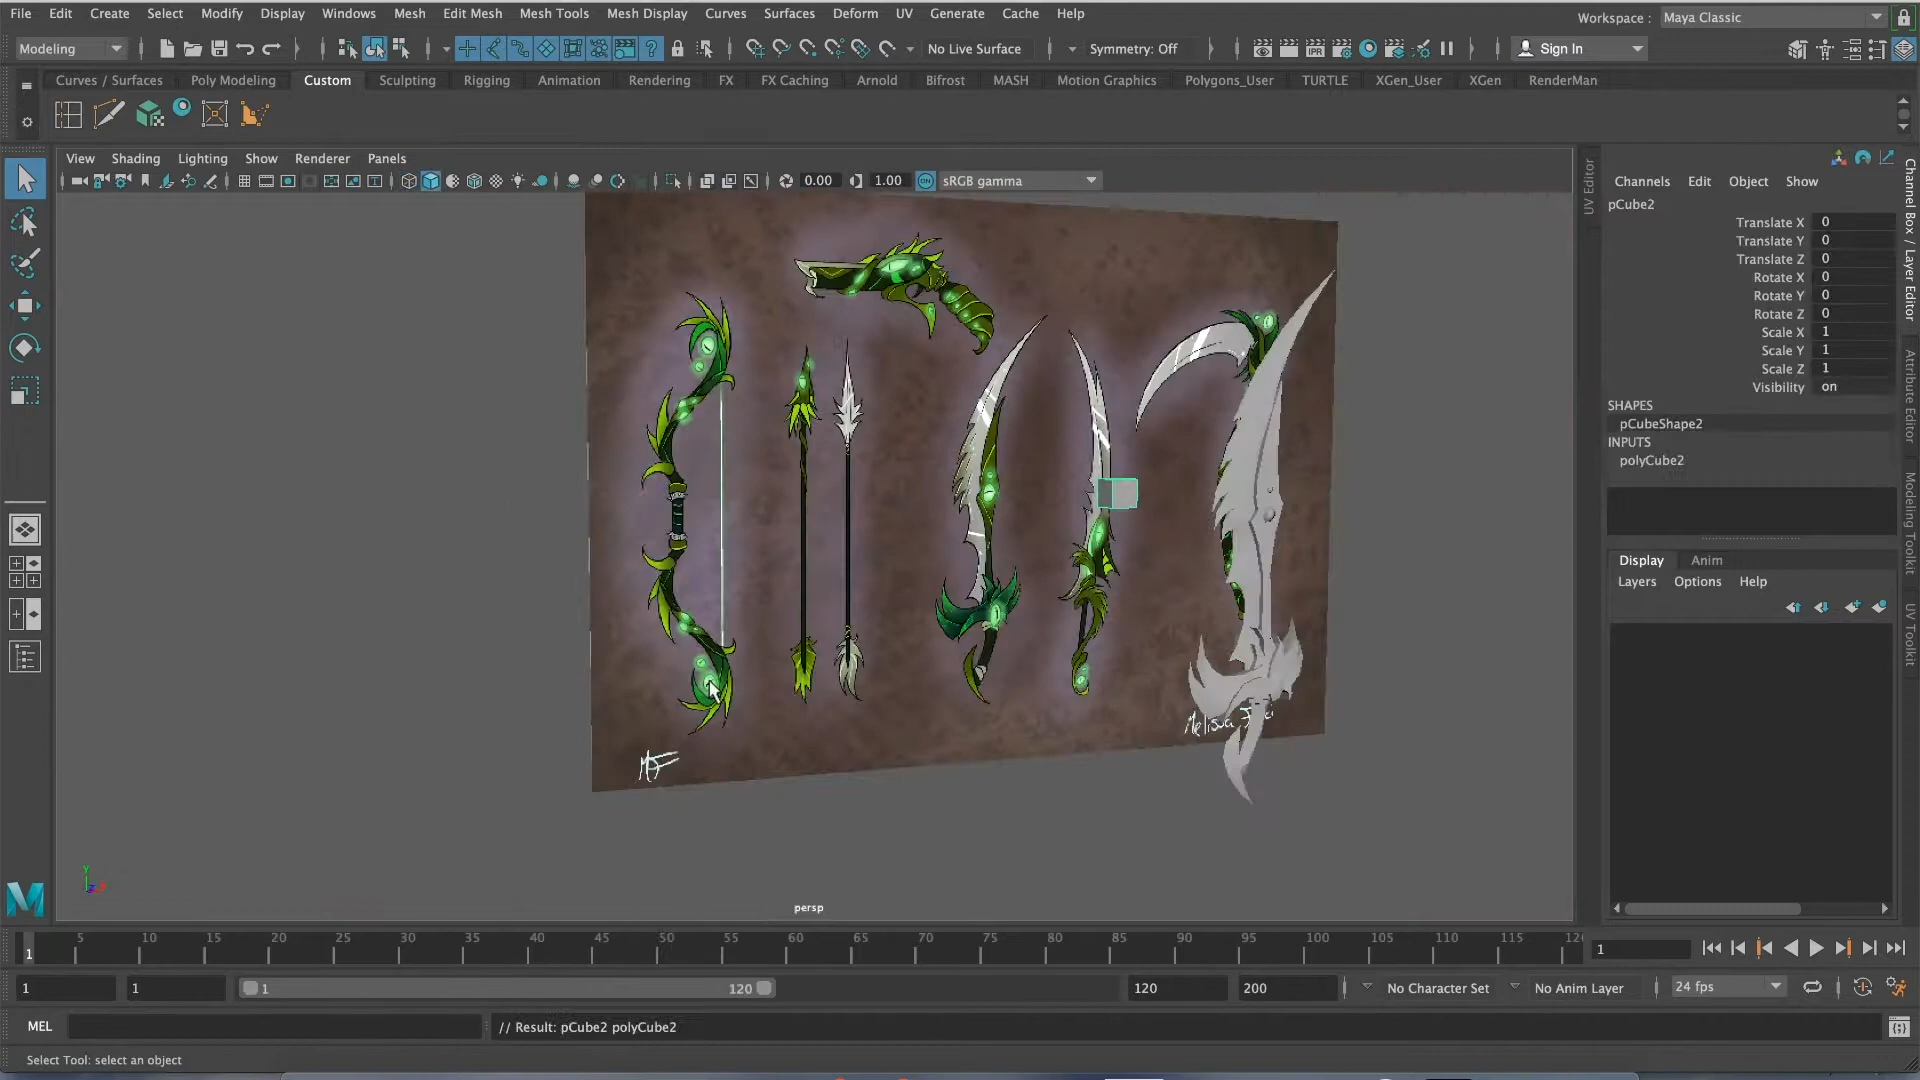 File Edit Create Select Modify Display Windows Mesh Edit Mesh Mesh Tools Mesh Display Curves Surfaces Deform UV Generate Cache Help
Workspace : Maya Classic
Modeling No Live Surface Symmetry: Off Sign In
Curves / Surfaces Poly Modeling Custom Sculpting Rigging Animation Rendering FX FX Caching Arnold Bifrost MASH Motion Graphics Polygons_User TURTLE XGen_User XGen RenderMan
View Shading Lighting Show Renderer Panels
0.00 1.00 ON sRGB gamma
UV Editor
Channels Edit Object Show
pCube2
Translate X 0
Translate Y 0
Translate Z 0
Rotate X 0
Rotate Y 0
Rotate Z 0
Scale X 1
Scale Y 1
Scale Z 1
Visibility on
SHAPES
pCubeShape2
INPUTS
polyCube2
Channel Box / Layer Editor
Attribute Editor
Modeling Toolkit
UV Toolkit
Display Anim
Layers Options Help
Melissa
MF
persp
1 5 10 15 20 25 30 35 40 45 50 55 60 65 70 75 80 85 90 95 100 105 110 115 12
1
1 1 1 120 120 200 No Character Set No Anim Layer 24 fps
MEL // Result: pCube2 polyCube2
Select Tool: select an object